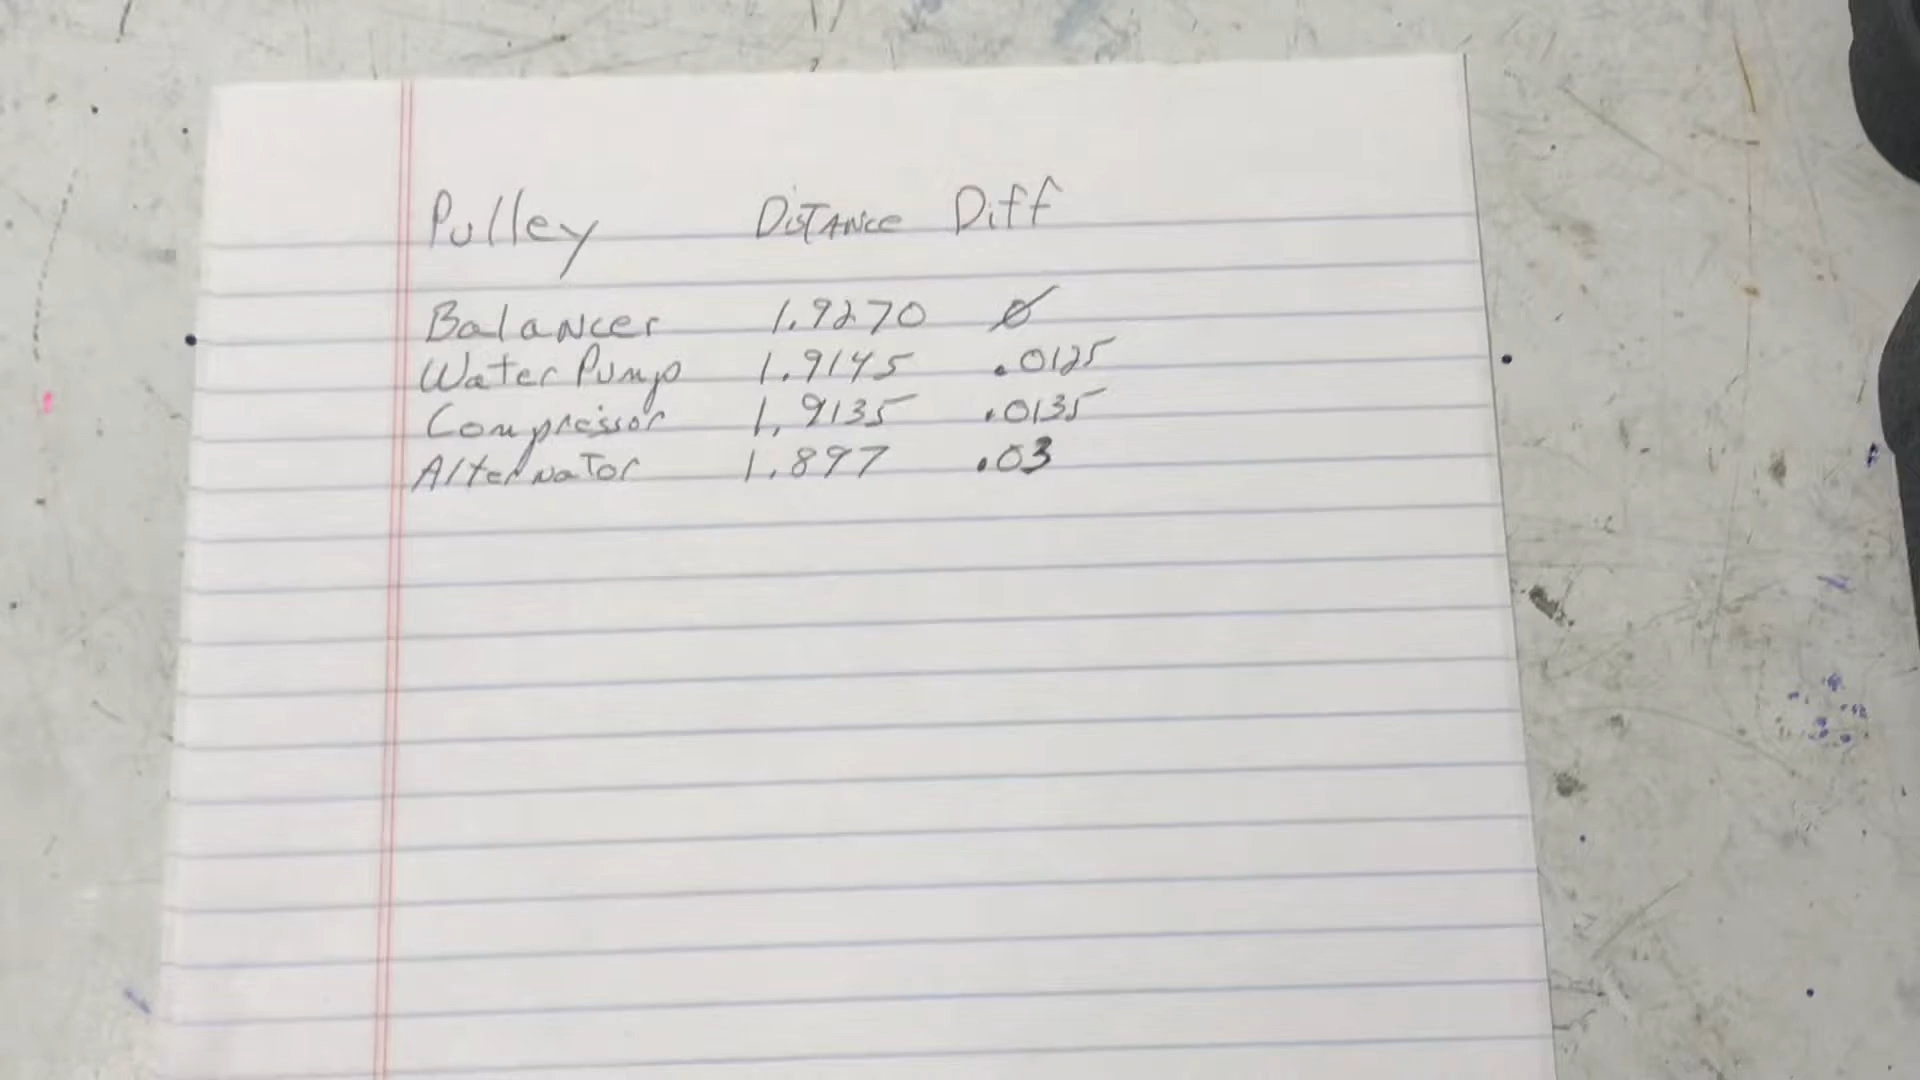 Pulley Distance Diff
Balancer 1.9270 Ø
Water Pump 1.9145 .0125
Compressor 1.9135 .0135
Alternator 1.897 .03